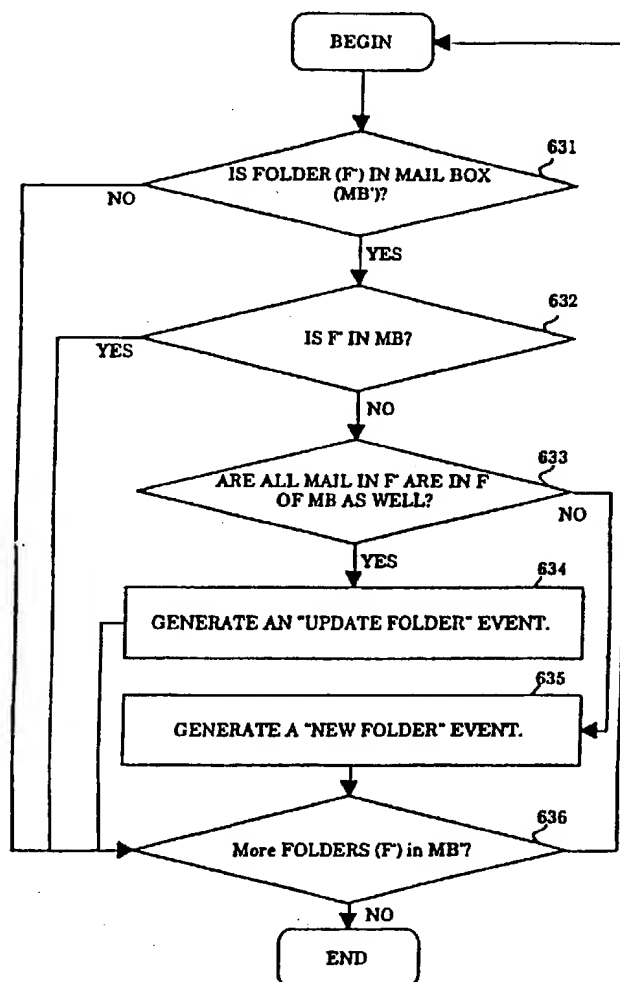 BEGIN
631
IS FOLDER (F') IN MAIL BOX
(MB')?
NO
YES
632
IS F' IN MB?
YES
NO
633
ARE ALL MAIL IN F' ARE IN F
OF MB AS WELL?
NO
YES
634
GENERATE AN "UPDATE FOLDER" EVENT.
635
GENERATE A "NEW FOLDER" EVENT.
636
More FOLDERS (F') in MB'?
NO
END